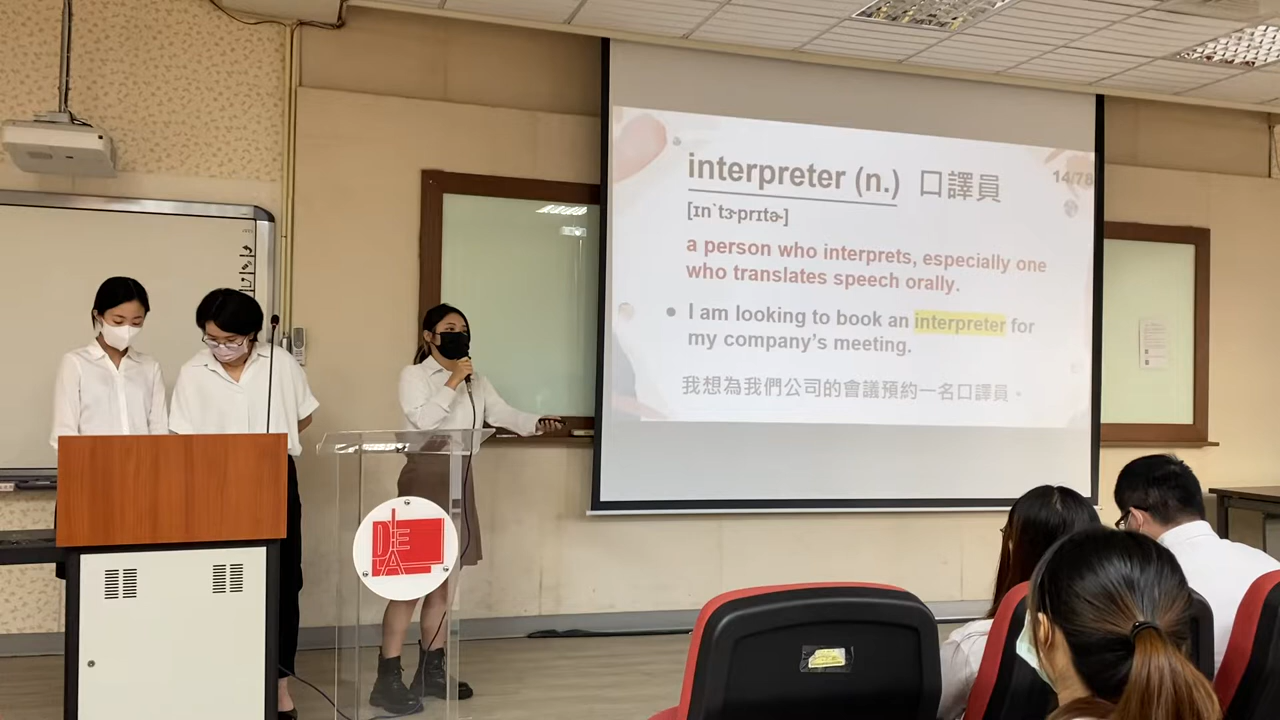 interpreter (n.) 口譯員
14/78
[ɪnˋtɝprɪtɚ]
a person who interprets, especially one
who translates speech orally.
● I am looking to book an interpreter for
my company's meeting.
我想為我們公司的會議預約一名口譯員。
DIE
LA